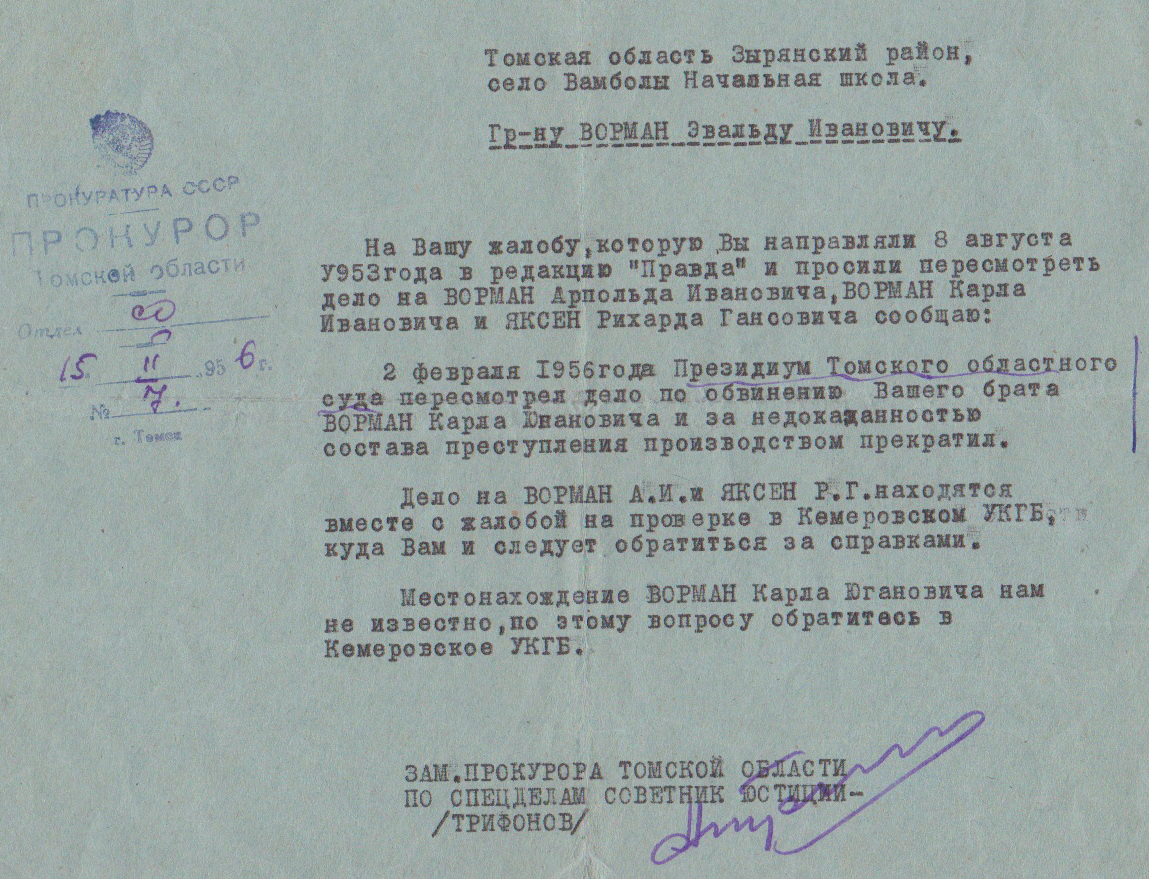 Томская область Зырянский район,
село Вамболы Начальная школа.
Гр-ну ВОРМАН Эвальду Ивановичу.
ПРОКУРАТУРА СССР
ПРОКУРОР
Томской области
Отдел со
15. II 1956 г.
№ 7.
г. Томск
На Вашу жалобу,которую Вы направляли 8 августа
У953года в редакцию "Правда" и просили пересмотреть
дело на ВОРМАН Арпольда Ивановича,ВОРМАН Карла
Ивановича и ЯКСЕН Рихарда Гансовича сообщаю:
2 февраля I956года Президиум Томского областного
суда пересмотрел дело по обвинению Вашего брата
ВОРМАН Карла Юнановича и за недоказанностью
состава преступления производством прекратил.
Дело на ВОРМАН А.И.и ЯКСЕН Р.Г.находятся
вместе с жалобой на проверке в Кемеровском УКГБ,
куда Вам и следует обратиться за справками.
Местонахождение ВОРМАН Карла Югановича нам
не известно,по этому вопросу обратитесь в
Кемеровское УКГБ.
ЗАМ.ПРОКУРОРА ТОМСКОЙ ОБЛАСТИ
ПО СПЕЦДЕЛАМ СОВЕТНИК ЮСТИЦИИ-
/ТРИФОНОВ/